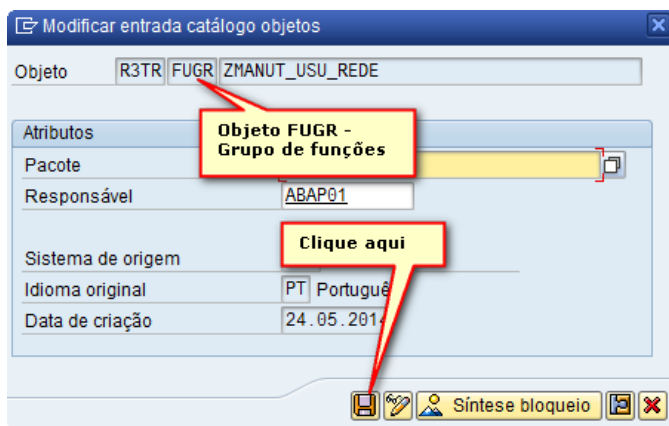 Modificar entrada catálogo objetos
Objeto R3TR FUGR ZMANUT_USU_REDE
Objeto FUGR -
Grupo de funções
Atributos
Pacote
Responsável ABAP01
Clique aqui
Sistema de origem
Idioma original PT Portuguê
Data de criação 24.05.2014
Síntese bloqueio